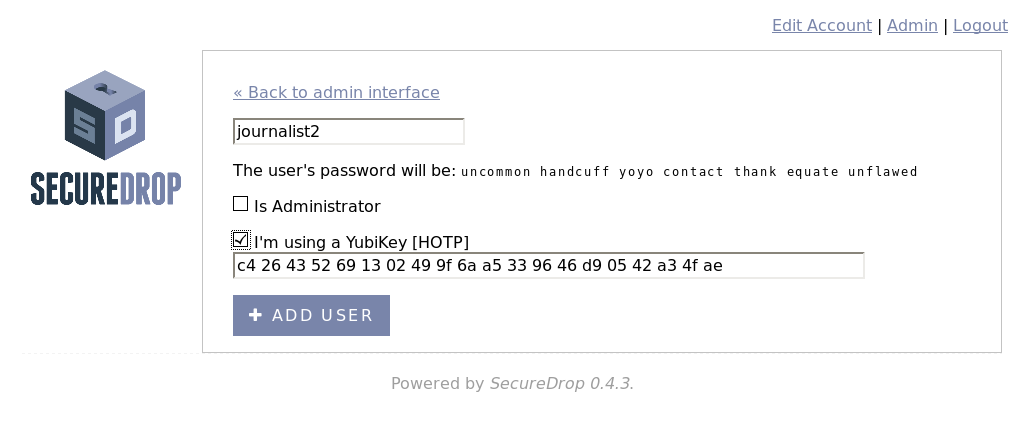 Edit Account | Admin | Logout
SD
SECUREDROP
« Back to admin interface
journalist2
The user's password will be: uncommon handcuff yoyo contact thank equate unflawed
Is Administrator
I'm using a YubiKey [HOTP]
c4 26 43 52 69 13 02 49 9f 6a a5 33 96 46 d9 05 42 a3 4f ae
+ ADD USER
Powered by SecureDrop 0.4.3.